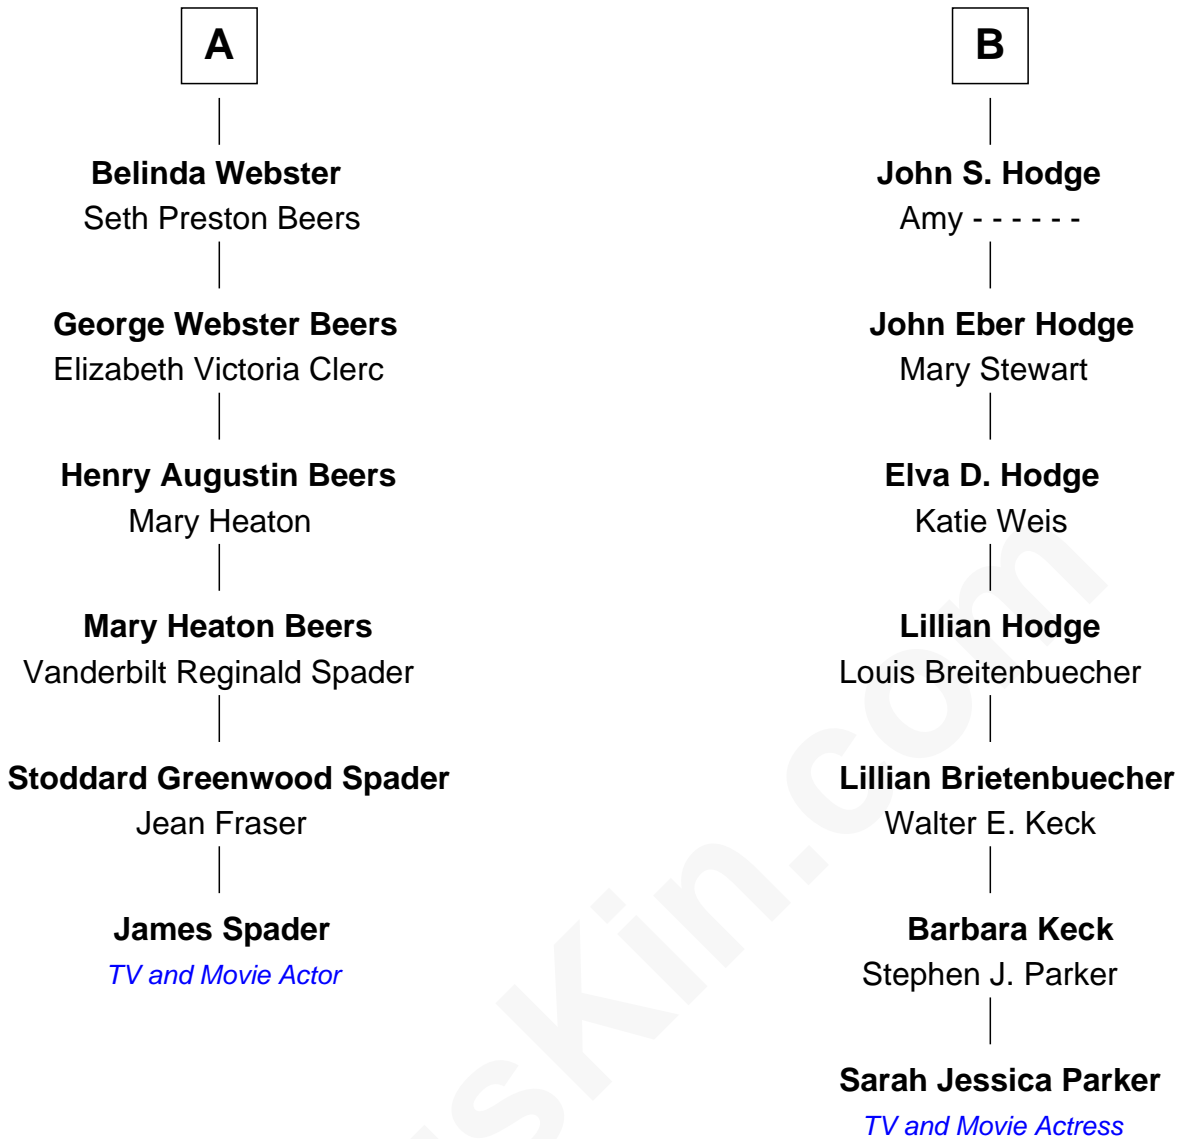 A
Belinda Webster
Seth Preston Beers
George Webster Beers
Elizabeth Victoria Clerc
Henry Augustin Beers
Mary Heaton
Mary Heaton Beers
Vanderbilt Reginald Spader
Stoddard Greenwood Spader
Jean Fraser
James Spader
TV and Movie Actor
B
John S. Hodge
Amy - - - - - -
John Eber Hodge
Mary Stewart
Elva D. Hodge
Katie Weis
Lillian Hodge
Louis Breitenbuecher
Lillian Brietenbuecher
Walter E. Keck
Barbara Keck
Stephen J. Parker
Sarah Jessica Parker
TV and Movie Actress
sKin.com